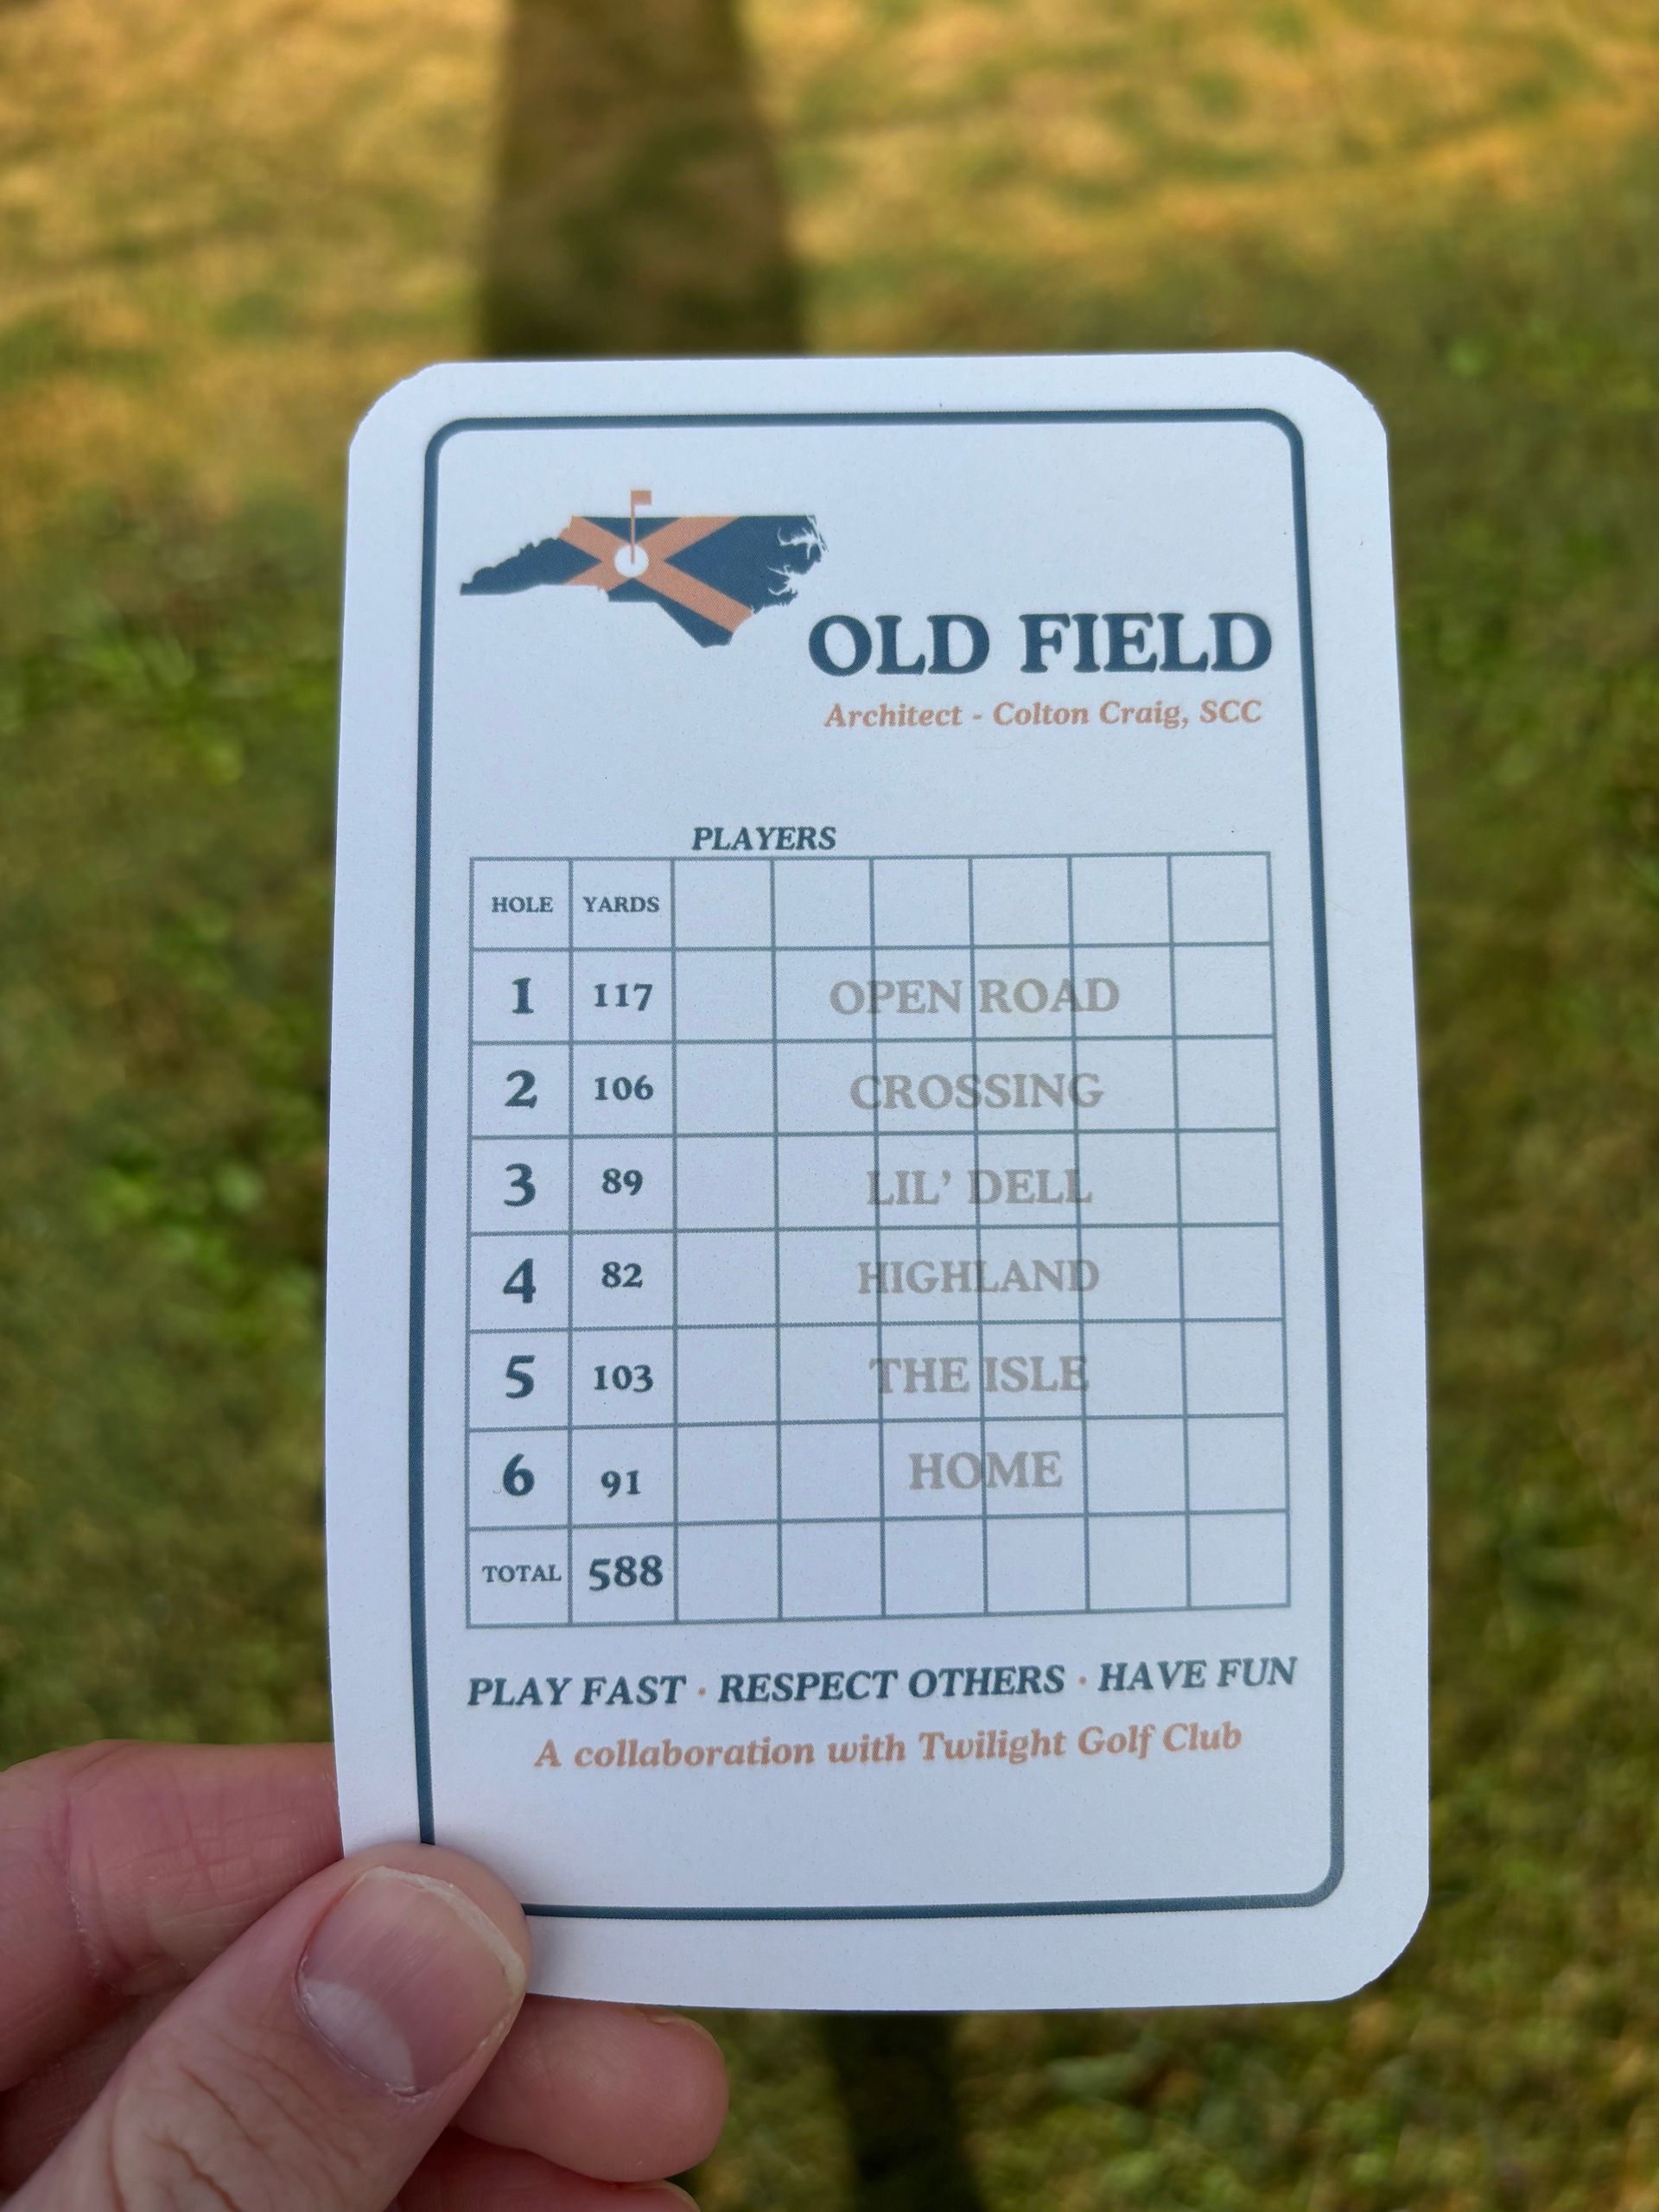 OLD FIELD
Architect - Colton Craig, SCC
PLAYERS
HOLE YARDS
1 117 OPEN ROAD
2 106 CROSSING
3 89 LIL' DELL
4 82 HIGHLAND
5 103 THE ISLE
6 91 HOME
TOTAL 588
PLAY FAST · RESPECT OTHERS · HAVE FUN
A collaboration with Twilight Golf Club